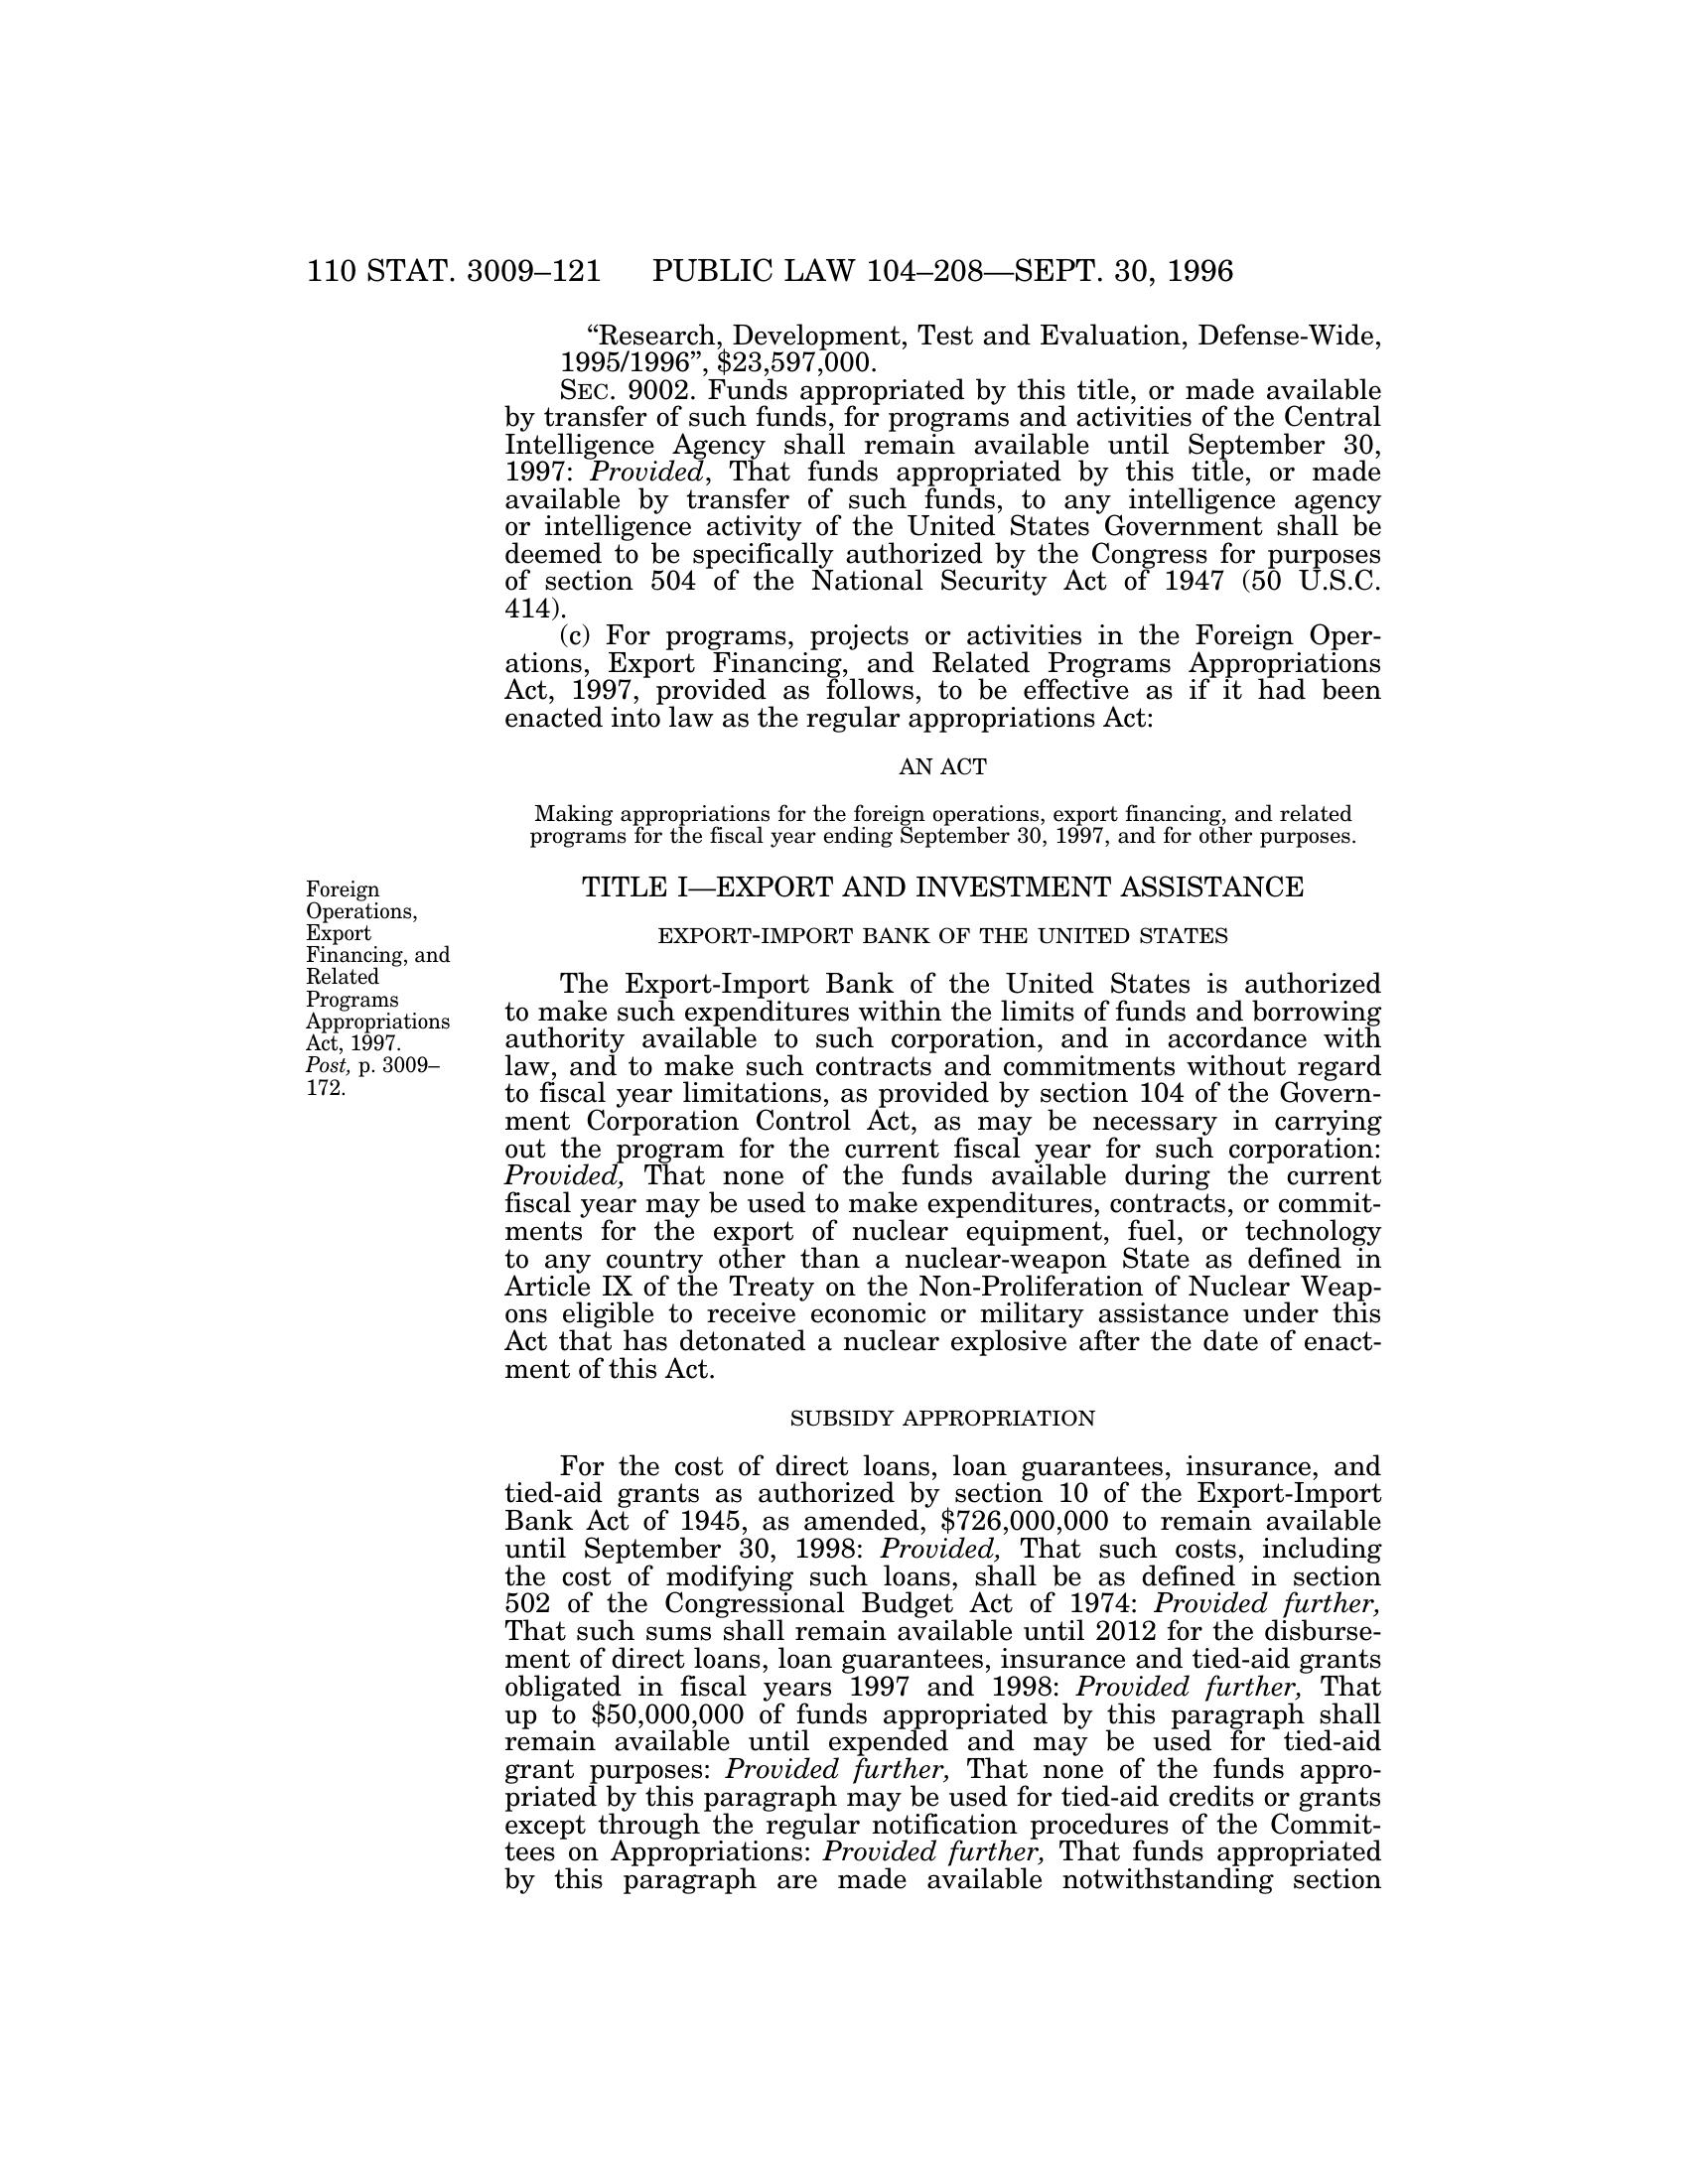 110 STAT. 3009–121 PUBLIC LAW 104–208—SEPT. 30, 1996
“Research, Development, Test and Evaluation, Defense-Wide,
1995/1996”, $23,597,000.
SEC. 9002. Funds appropriated by this title, or made available
by transfer of such funds, for programs and activities of the Central
Intelligence Agency shall remain available until September 30,
1997: Provided, That funds appropriated by this title, or made
available by transfer of such funds, to any intelligence agency
or intelligence activity of the United States Government shall be
deemed to be specifically authorized by the Congress for purposes
of section 504 of the National Security Act of 1947 (50 U.S.C.
414).
(c) For programs, projects or activities in the Foreign Oper-
ations, Export Financing, and Related Programs Appropriations
Act, 1997, provided as follows, to be effective as if it had been
enacted into law as the regular appropriations Act:
AN ACT
Making appropriations for the foreign operations, export financing, and related
programs for the fiscal year ending September 30, 1997, and for other purposes.
Foreign
Operations,
Export
Financing, and
Related
Programs
Appropriations
Act, 1997.
Post, p. 3009–
172.
TITLE I—EXPORT AND INVESTMENT ASSISTANCE
EXPORT-IMPORT BANK OF THE UNITED STATES
The Export-Import Bank of the United States is authorized
to make such expenditures within the limits of funds and borrowing
authority available to such corporation, and in accordance with
law, and to make such contracts and commitments without regard
to fiscal year limitations, as provided by section 104 of the Govern-
ment Corporation Control Act, as may be necessary in carrying
out the program for the current fiscal year for such corporation:
Provided, That none of the funds available during the current
fiscal year may be used to make expenditures, contracts, or commit-
ments for the export of nuclear equipment, fuel, or technology
to any country other than a nuclear-weapon State as defined in
Article IX of the Treaty on the Non-Proliferation of Nuclear Weap-
ons eligible to receive economic or military assistance under this
Act that has detonated a nuclear explosive after the date of enact-
ment of this Act.
SUBSIDY APPROPRIATION
For the cost of direct loans, loan guarantees, insurance, and
tied-aid grants as authorized by section 10 of the Export-Import
Bank Act of 1945, as amended, $726,000,000 to remain available
until September 30, 1998: Provided, That such costs, including
the cost of modifying such loans, shall be as defined in section
502 of the Congressional Budget Act of 1974: Provided further,
That such sums shall remain available until 2012 for the disburse-
ment of direct loans, loan guarantees, insurance and tied-aid grants
obligated in fiscal years 1997 and 1998: Provided further, That
up to $50,000,000 of funds appropriated by this paragraph shall
remain available until expended and may be used for tied-aid
grant purposes: Provided further, That none of the funds appro-
priated by this paragraph may be used for tied-aid credits or grants
except through the regular notification procedures of the Commit-
tees on Appropriations: Provided further, That funds appropriated
by this paragraph are made available notwithstanding section